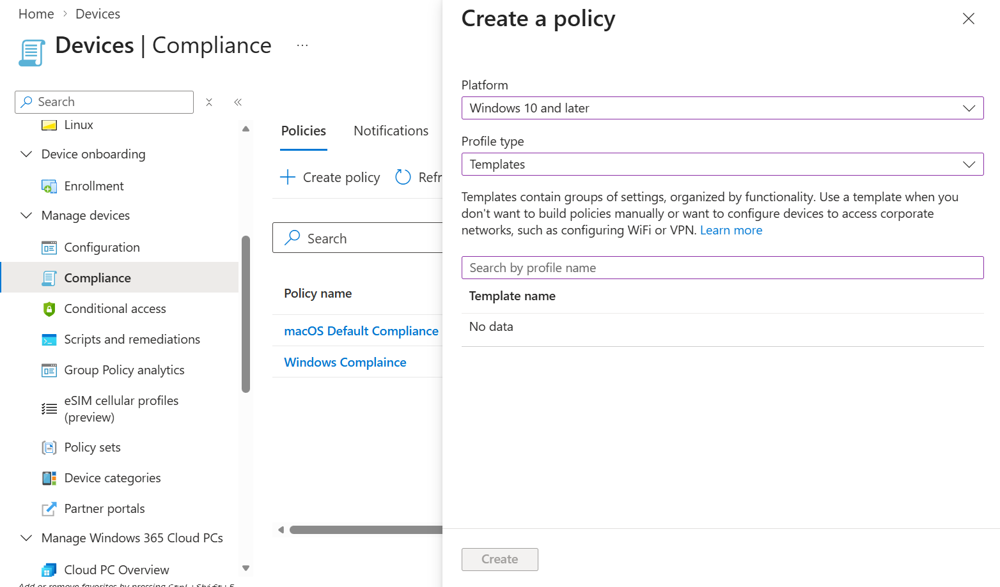 Home > Devices
Devices | Compliance ...
Search
Linux
Device onboarding
Enrollment
Manage devices
Configuration
Compliance
Conditional access
Scripts and remediations
Group Policy analytics
eSIM cellular profiles
(preview)
Policy sets
Device categories
Partner portals
Manage Windows 365 Cloud PCs
Cloud PC Overview
Add or remove favorites by pressing Ctrl+Shift+F
Policies Notifications
Create policy Refr
Search
Policy name
macOS Default Compliance
Windows Complaince
Create a policy
Platform
Windows 10 and later
Profile type
Templates
Templates contain groups of settings, organized by functionality. Use a template when you
don't want to build policies manually or want to configure devices to access corporate
networks, such as configuring WiFi or VPN. Learn more
Search by profile name
Template name
No data
Create